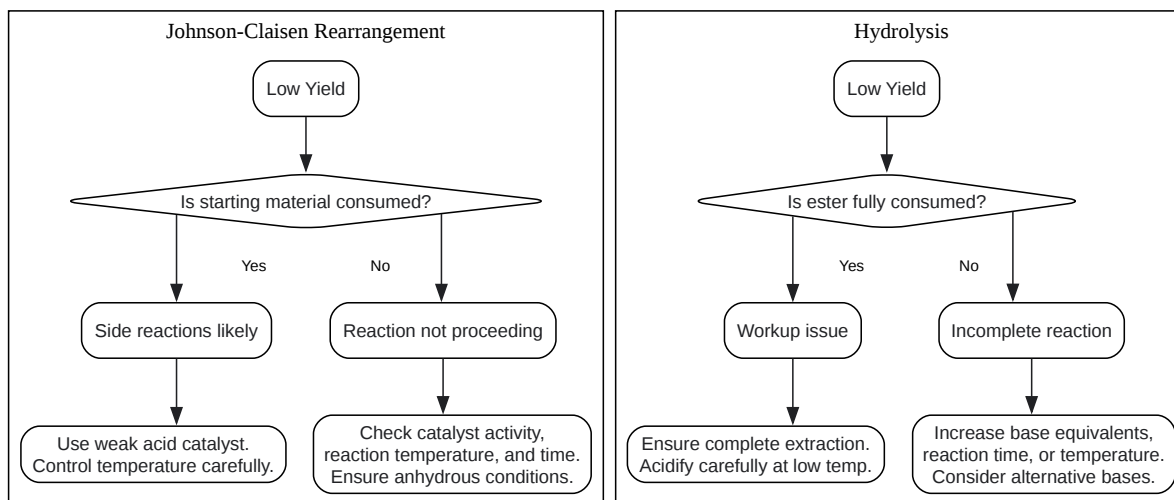 Johnson-Claisen Rearrangement
Low Yield
Is starting material consumed?
Yes
No
Side reactions likely
Reaction not proceeding
Use weak acid catalyst.
Control temperature carefully.
Check catalyst activity,
reaction temperature, and time.
Ensure anhydrous conditions.
Hydrolysis
Low Yield
Is ester fully consumed?
Yes
No
Workup issue
Incomplete reaction
Ensure complete extraction.
Acidify carefully at low temp.
Increase base equivalents,
reaction time, or temperature.
Consider alternative bases.